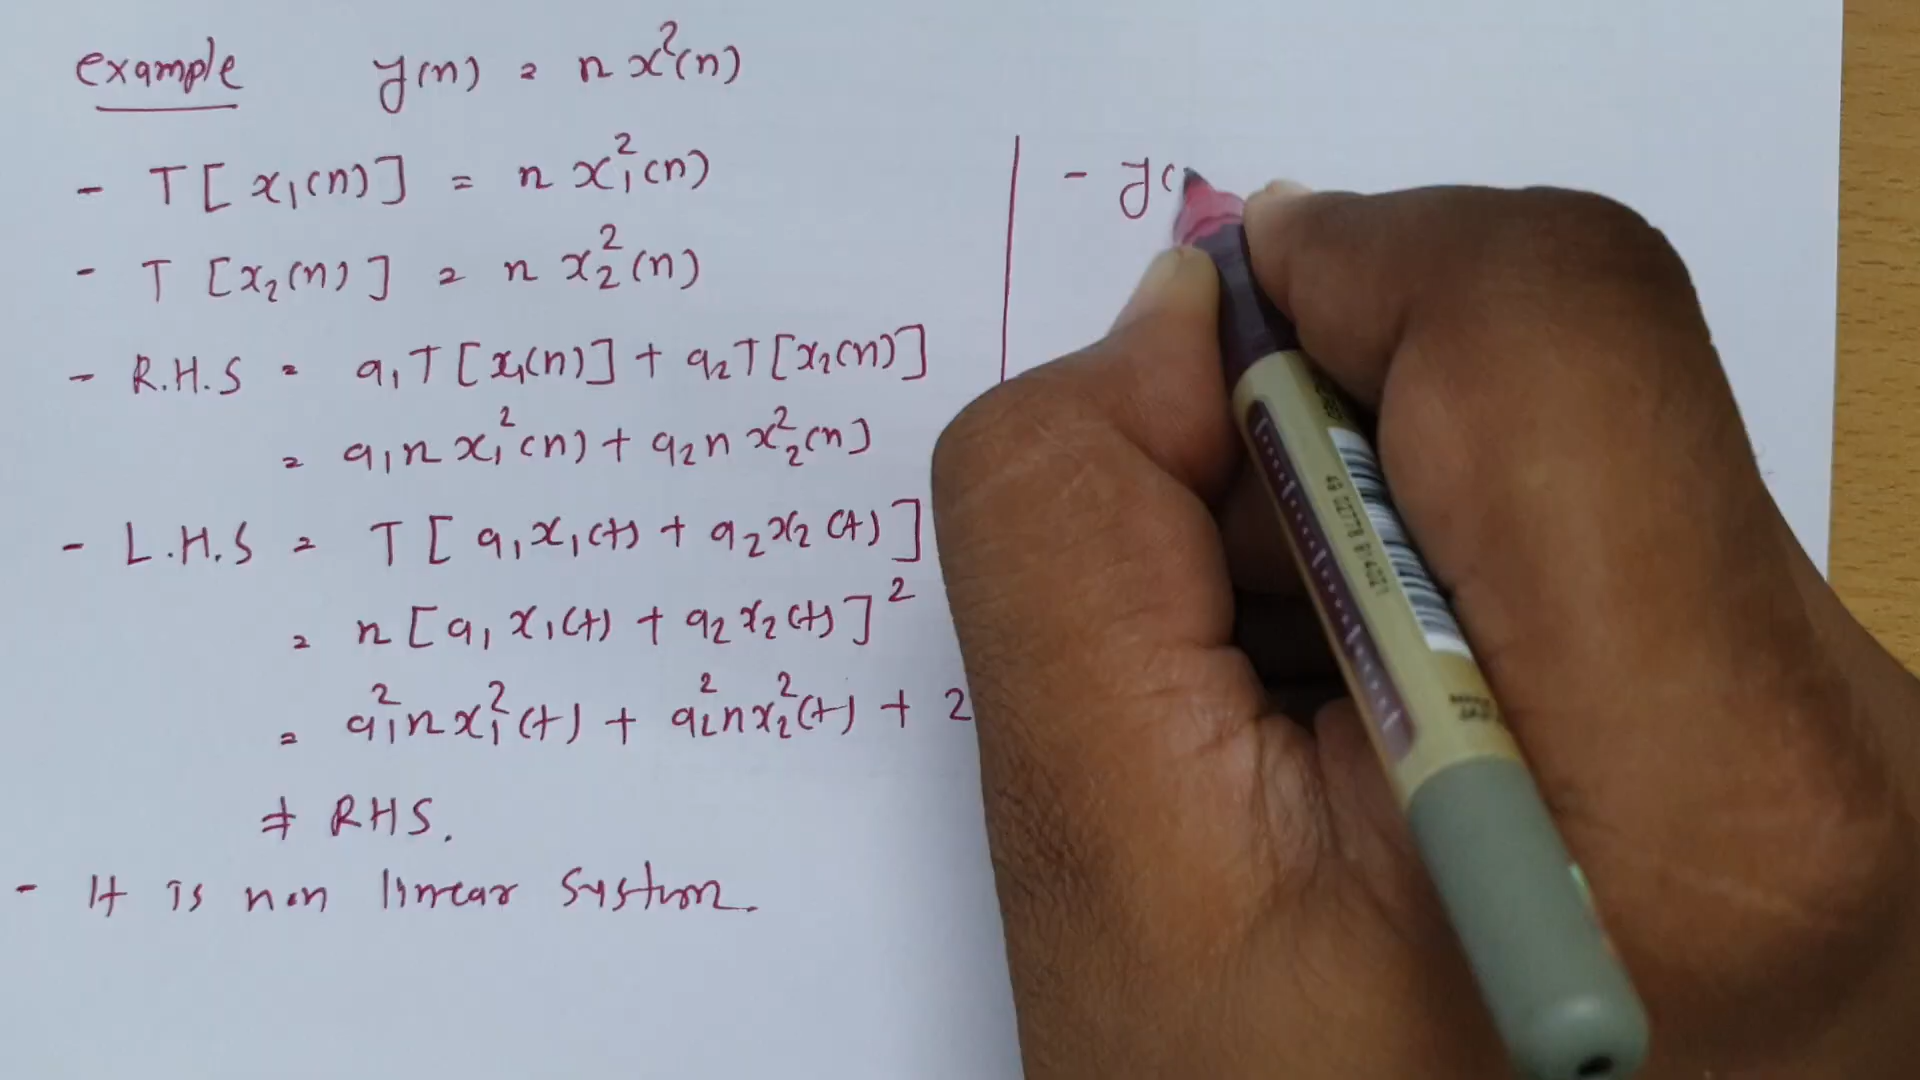 example y(n) = n x²(n)
- T[x₁(n)] = n x₁²(n)
- T[x₂(n)] = n x₂²(n)
- R.H.S = a₁T[x₁(n)] + a₂T[x₂(n)]
= a₁n x₁²(n) + a₂n x₂²(n)
- L.H.S = T[a₁x₁(t) + a₂x₂(t)]
= n[a₁x₁(t) + a₂x₂(t)]²
= a₁²n x₁²(t) + a₂²n x₂²(t) + 2
≠ RHS.
- It is non linear system.
- y(